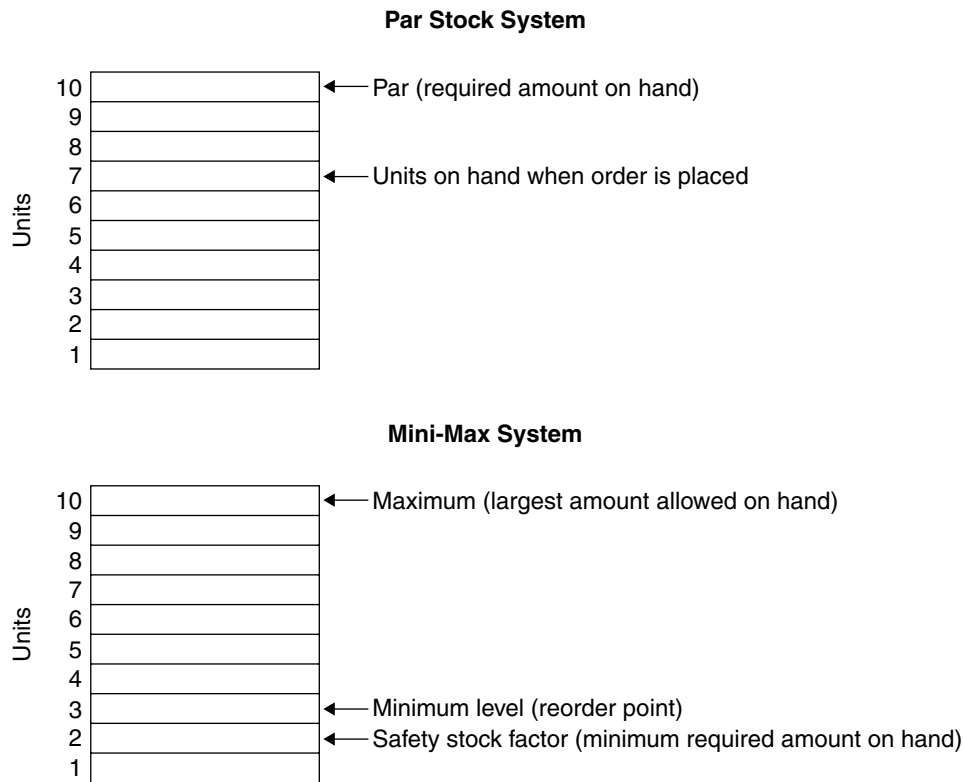 Par Stock System
10 Par (required amount on hand)
9
8
7 Units on hand when order is placed
6
5
4
3
2
1
Units
Mini-Max System
10 Maximum (largest amount allowed on hand)
9
8
7
6
5
4
3 Minimum level (reorder point)
2 Safety stock factor (minimum required amount on hand)
1
Units